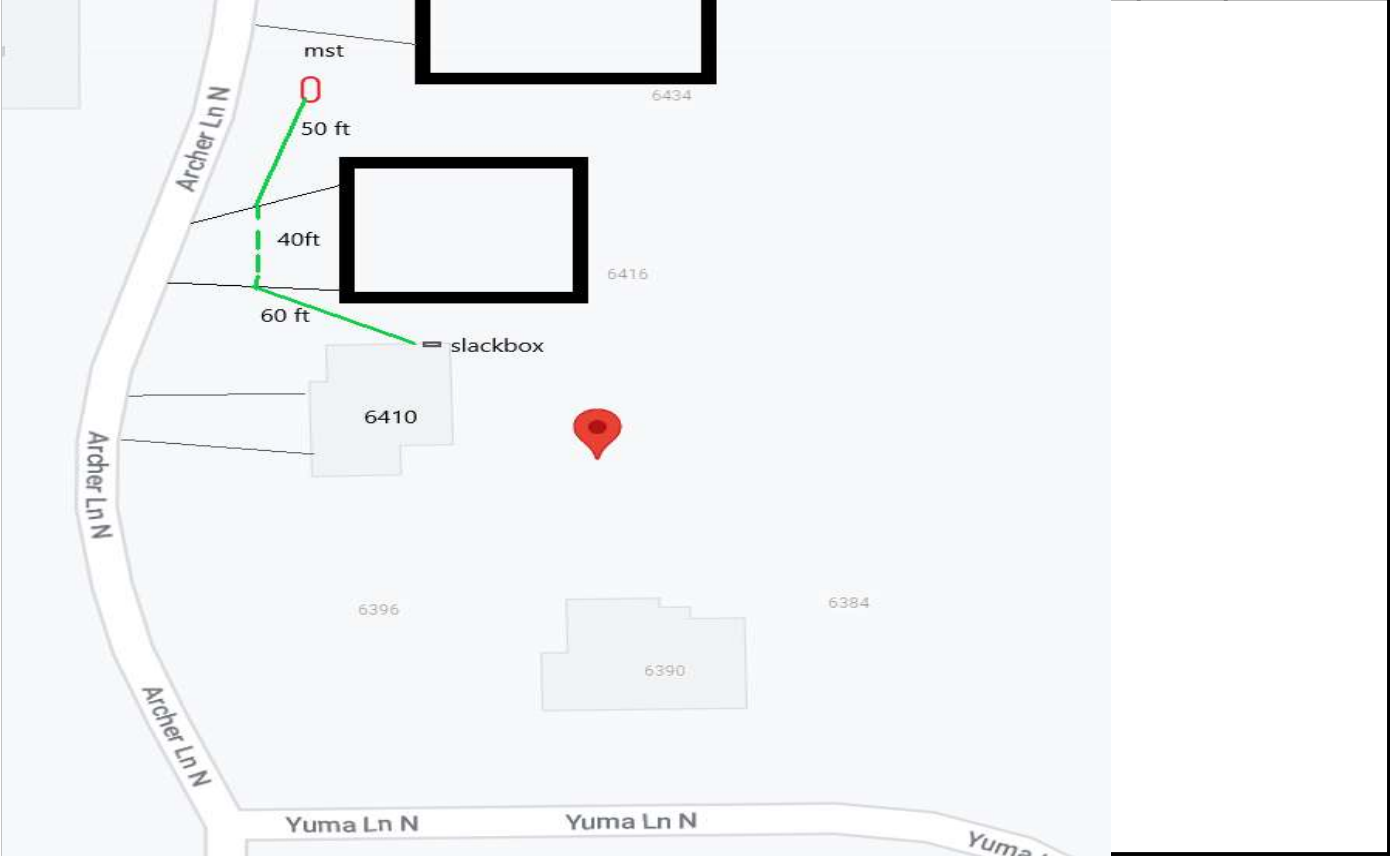 mst
Archer Ln N
6434
50 ft
40ft
6416
60 ft
slackbox
6410
Archer Ln N
6396
6384
6390
Archer Ln N
Yuma Ln N
Yuma Ln N
Yuma